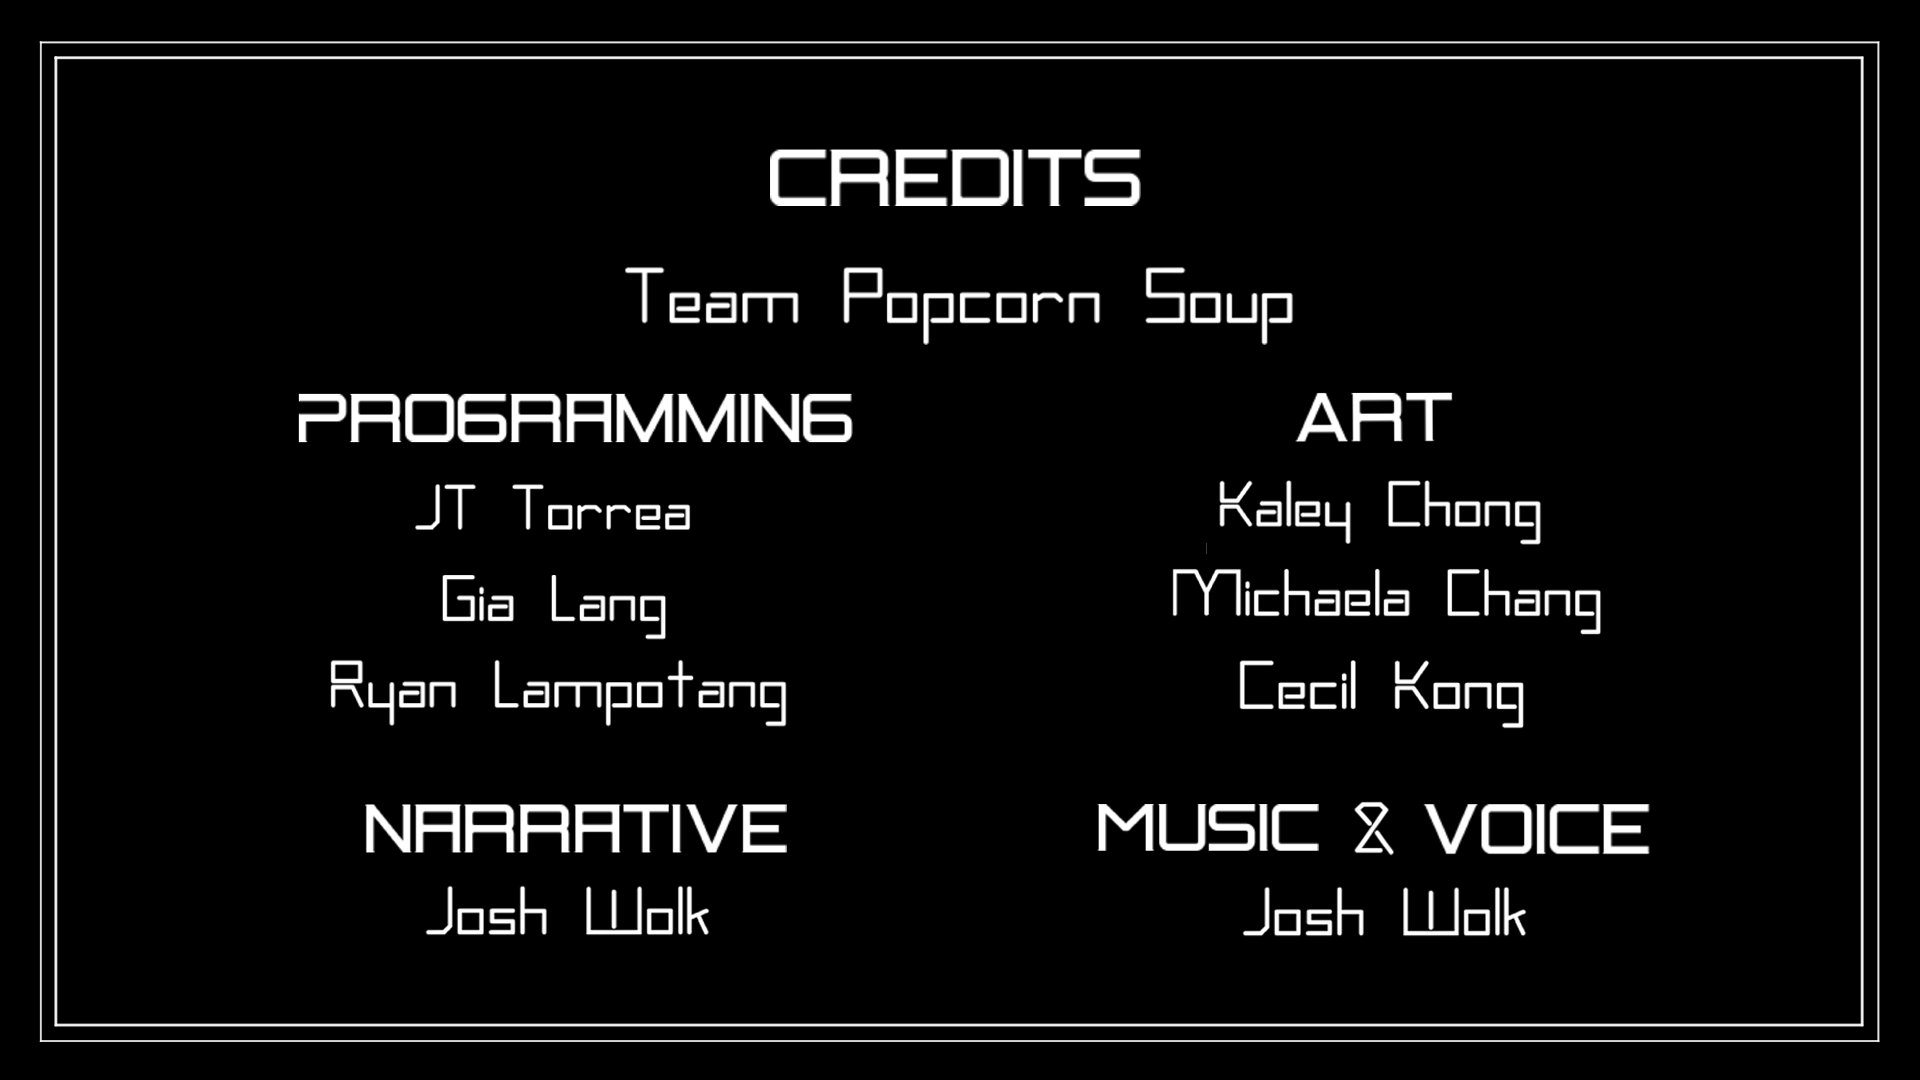 CREDITS
Team Popcorn Soup
PROGRAMMING
JT Torrea
Gia Lang
Ryan Lampotang
ART
Kaley Chong
Michaela Chang
Cecil Kong
NARRATIVE
Josh Wolk
MUSIC & VOICE
Josh Wolk